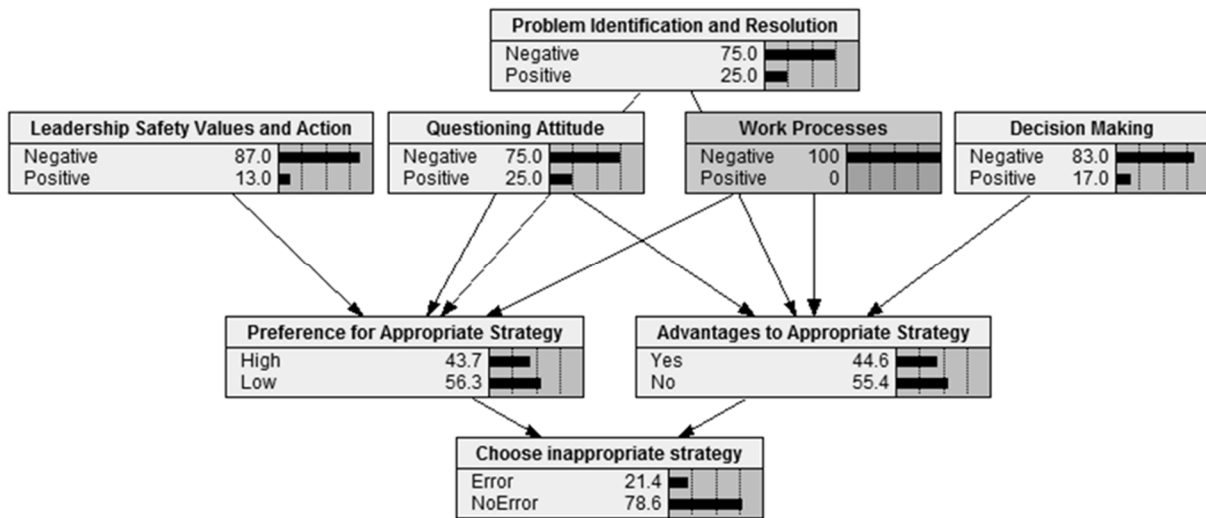 Problem Identification and Resolution
Negative 75.0
Positive 25.0
Leadership Safety Values and Action
Negative 87.0
Positive 13.0
Questioning Attitude
Negative 75.0
Positive 25.0
Work Processes
Negative 100
Positive 0
Decision Making
Negative 83.0
Positive 17.0
Preference for Appropriate Strategy
High 43.7
Low 56.3
Advantages to Appropriate Strategy
Yes 44.6
No 55.4
Choose inappropriate strategy
Error 21.4
NoError 78.6